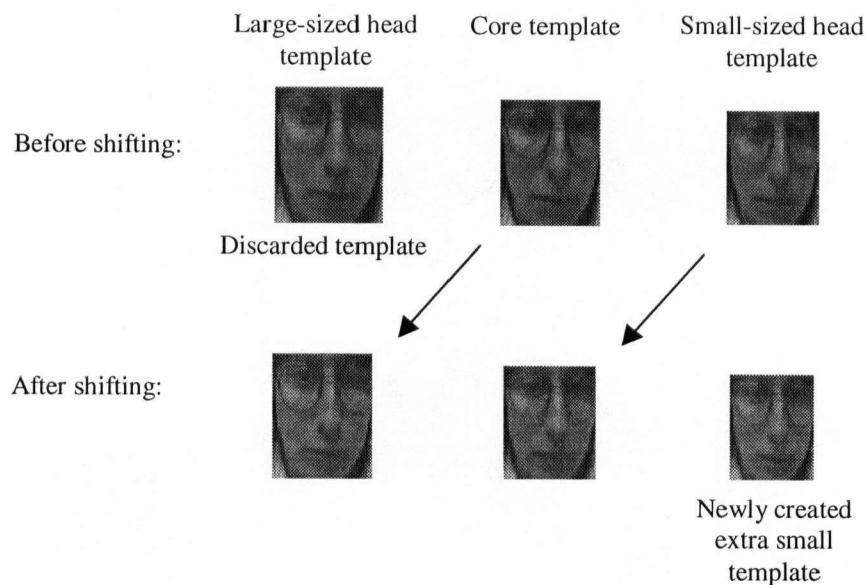 Large-sized head
template
Core template
Small-sized head
template
Before shifting:
Discarded template
After shifting:
Newly created
extra small
template